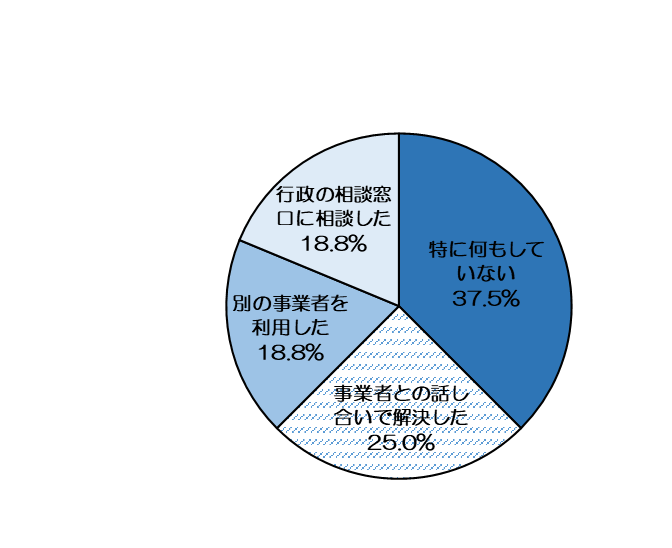 行政の相談窓
口に相談した
18.8%
特に何もして
いない
37.5%
別の事業者を
利用した
18.8%
事業者との話し
合いで解決した
25.0%